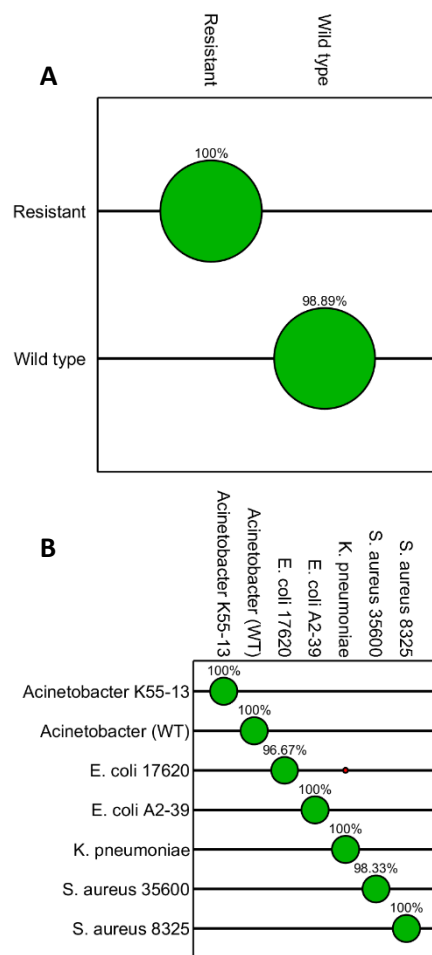 A
Resistant
Wild type
100%
Resistant
98.89%
Wild type
B
Acinetobacter K55-13
Acinetobacter (WT)
E. coli 17620
E. coli A2-39
K. pneumoniae
S. aureus 35600
S. aureus 8325
100%
Acinetobacter K55-13
100%
Acinetobacter (WT)
96.67%
E. coli 17620
100%
E. coli A2-39
100%
K. pneumoniae
98.33%
S. aureus 35600
100%
S. aureus 8325